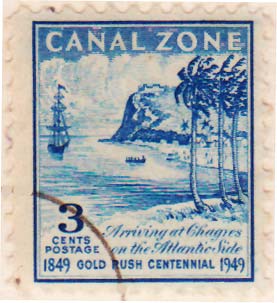 CANAL ZONE
3
CENTS
POSTAGE
Arriving at Chagres
on the Atlantic Side
1849 GOLD RUSH CENTENNIAL 1949